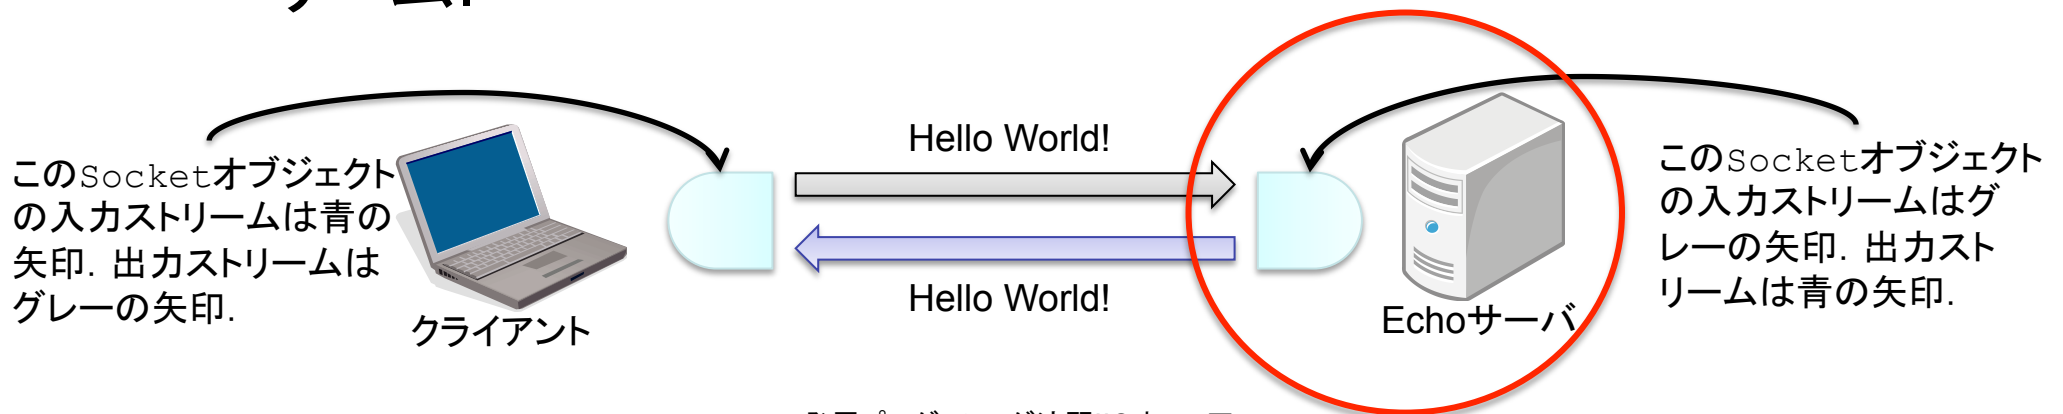 このSocketオブジェクト
の入力ストリームは青の
矢印. 出力ストリームは
グレーの矢印.
クライアント
Hello World!
Hello World!
Echoサーバ
このSocketオブジェクト
の入力ストリームはグ
レーの矢印. 出力スト
リームは青の矢印.